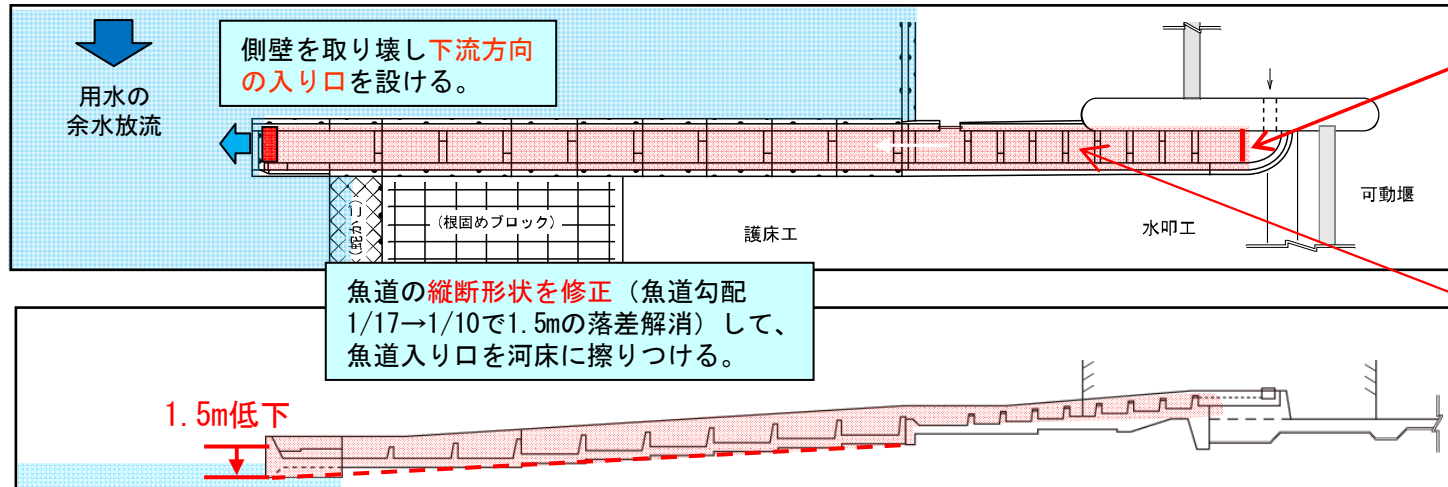 側壁を取り壊し下流方向
の入り口を設ける。
用水の
余水放流
可動堰
(蛇かご)
(根固めブロック)
護床工
水叩工
魚道の縦断形状を修正（魚道勾配
1/17→1/10で1.5mの落差解消）して、
魚道入り口を河床に擦りつける。
1.5m低下